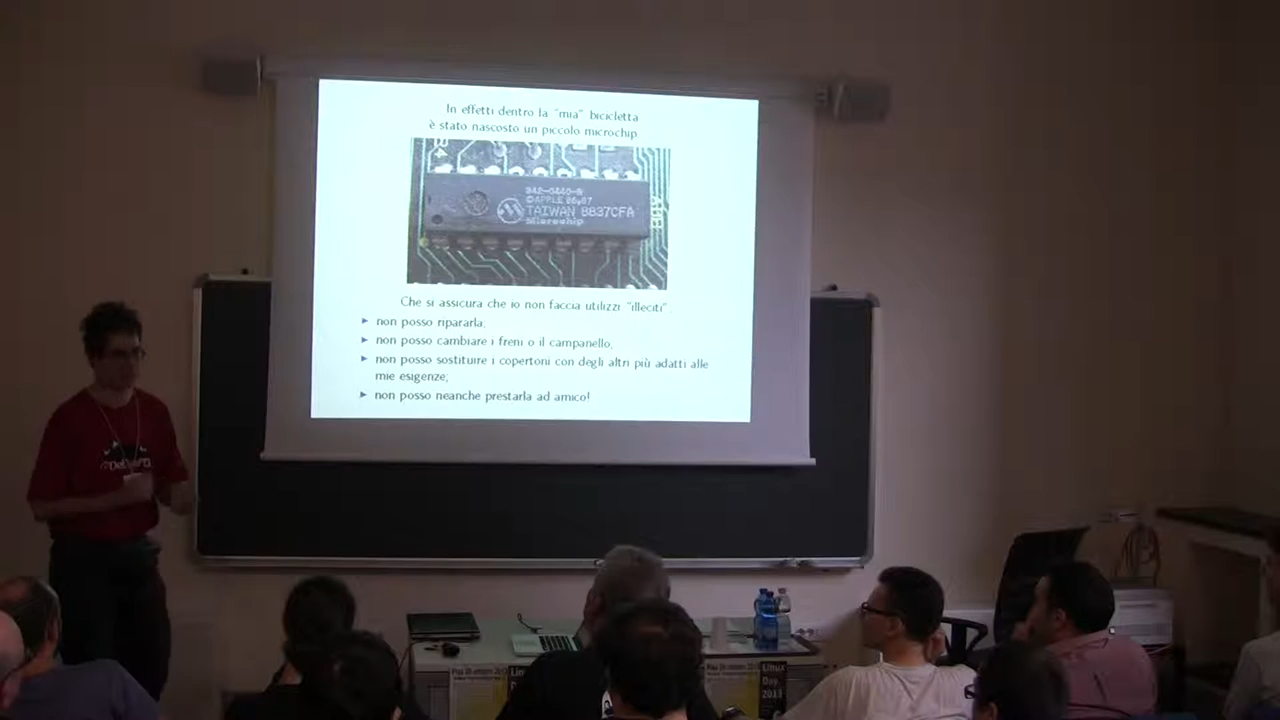 In effetti dentro la "mia" bicicletta
è stato nascosto un piccolo microchip
342-0440-B
©APPLE 86,87
TAIWAN 8837CFA
Microchip
Che si assicura che io non faccia utilizzi "illeciti".
▶ non posso ripararla;
▶ non posso cambiare i freni o il campanello;
▶ non posso sostituire i copertoni con degli altri più adatti alle
mie esigenze;
▶ non posso neanche prestarla ad amico!
Linux
Day
2013